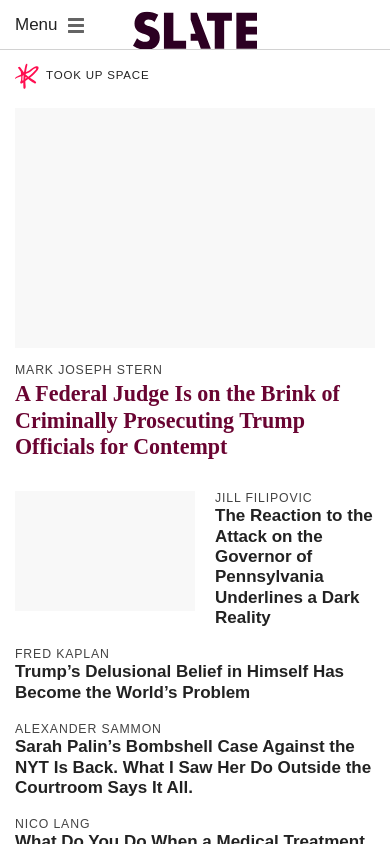 Menu
SLATE
TOOK UP SPACE
MARK JOSEPH STERN
A Federal Judge Is on the Brink of
Criminally Prosecuting Trump
Officials for Contempt
JILL FILIPOVIC
The Reaction to the
Attack on the
Governor of
Pennsylvania
Underlines a Dark
Reality
FRED KAPLAN
Trump’s Delusional Belief in Himself Has
Become the World’s Problem
ALEXANDER SAMMON
Sarah Palin’s Bombshell Case Against the
NYT Is Back. What I Saw Her Do Outside the
Courtroom Says It All.
NICO LANG
What Do You Do When a Medical Treatment